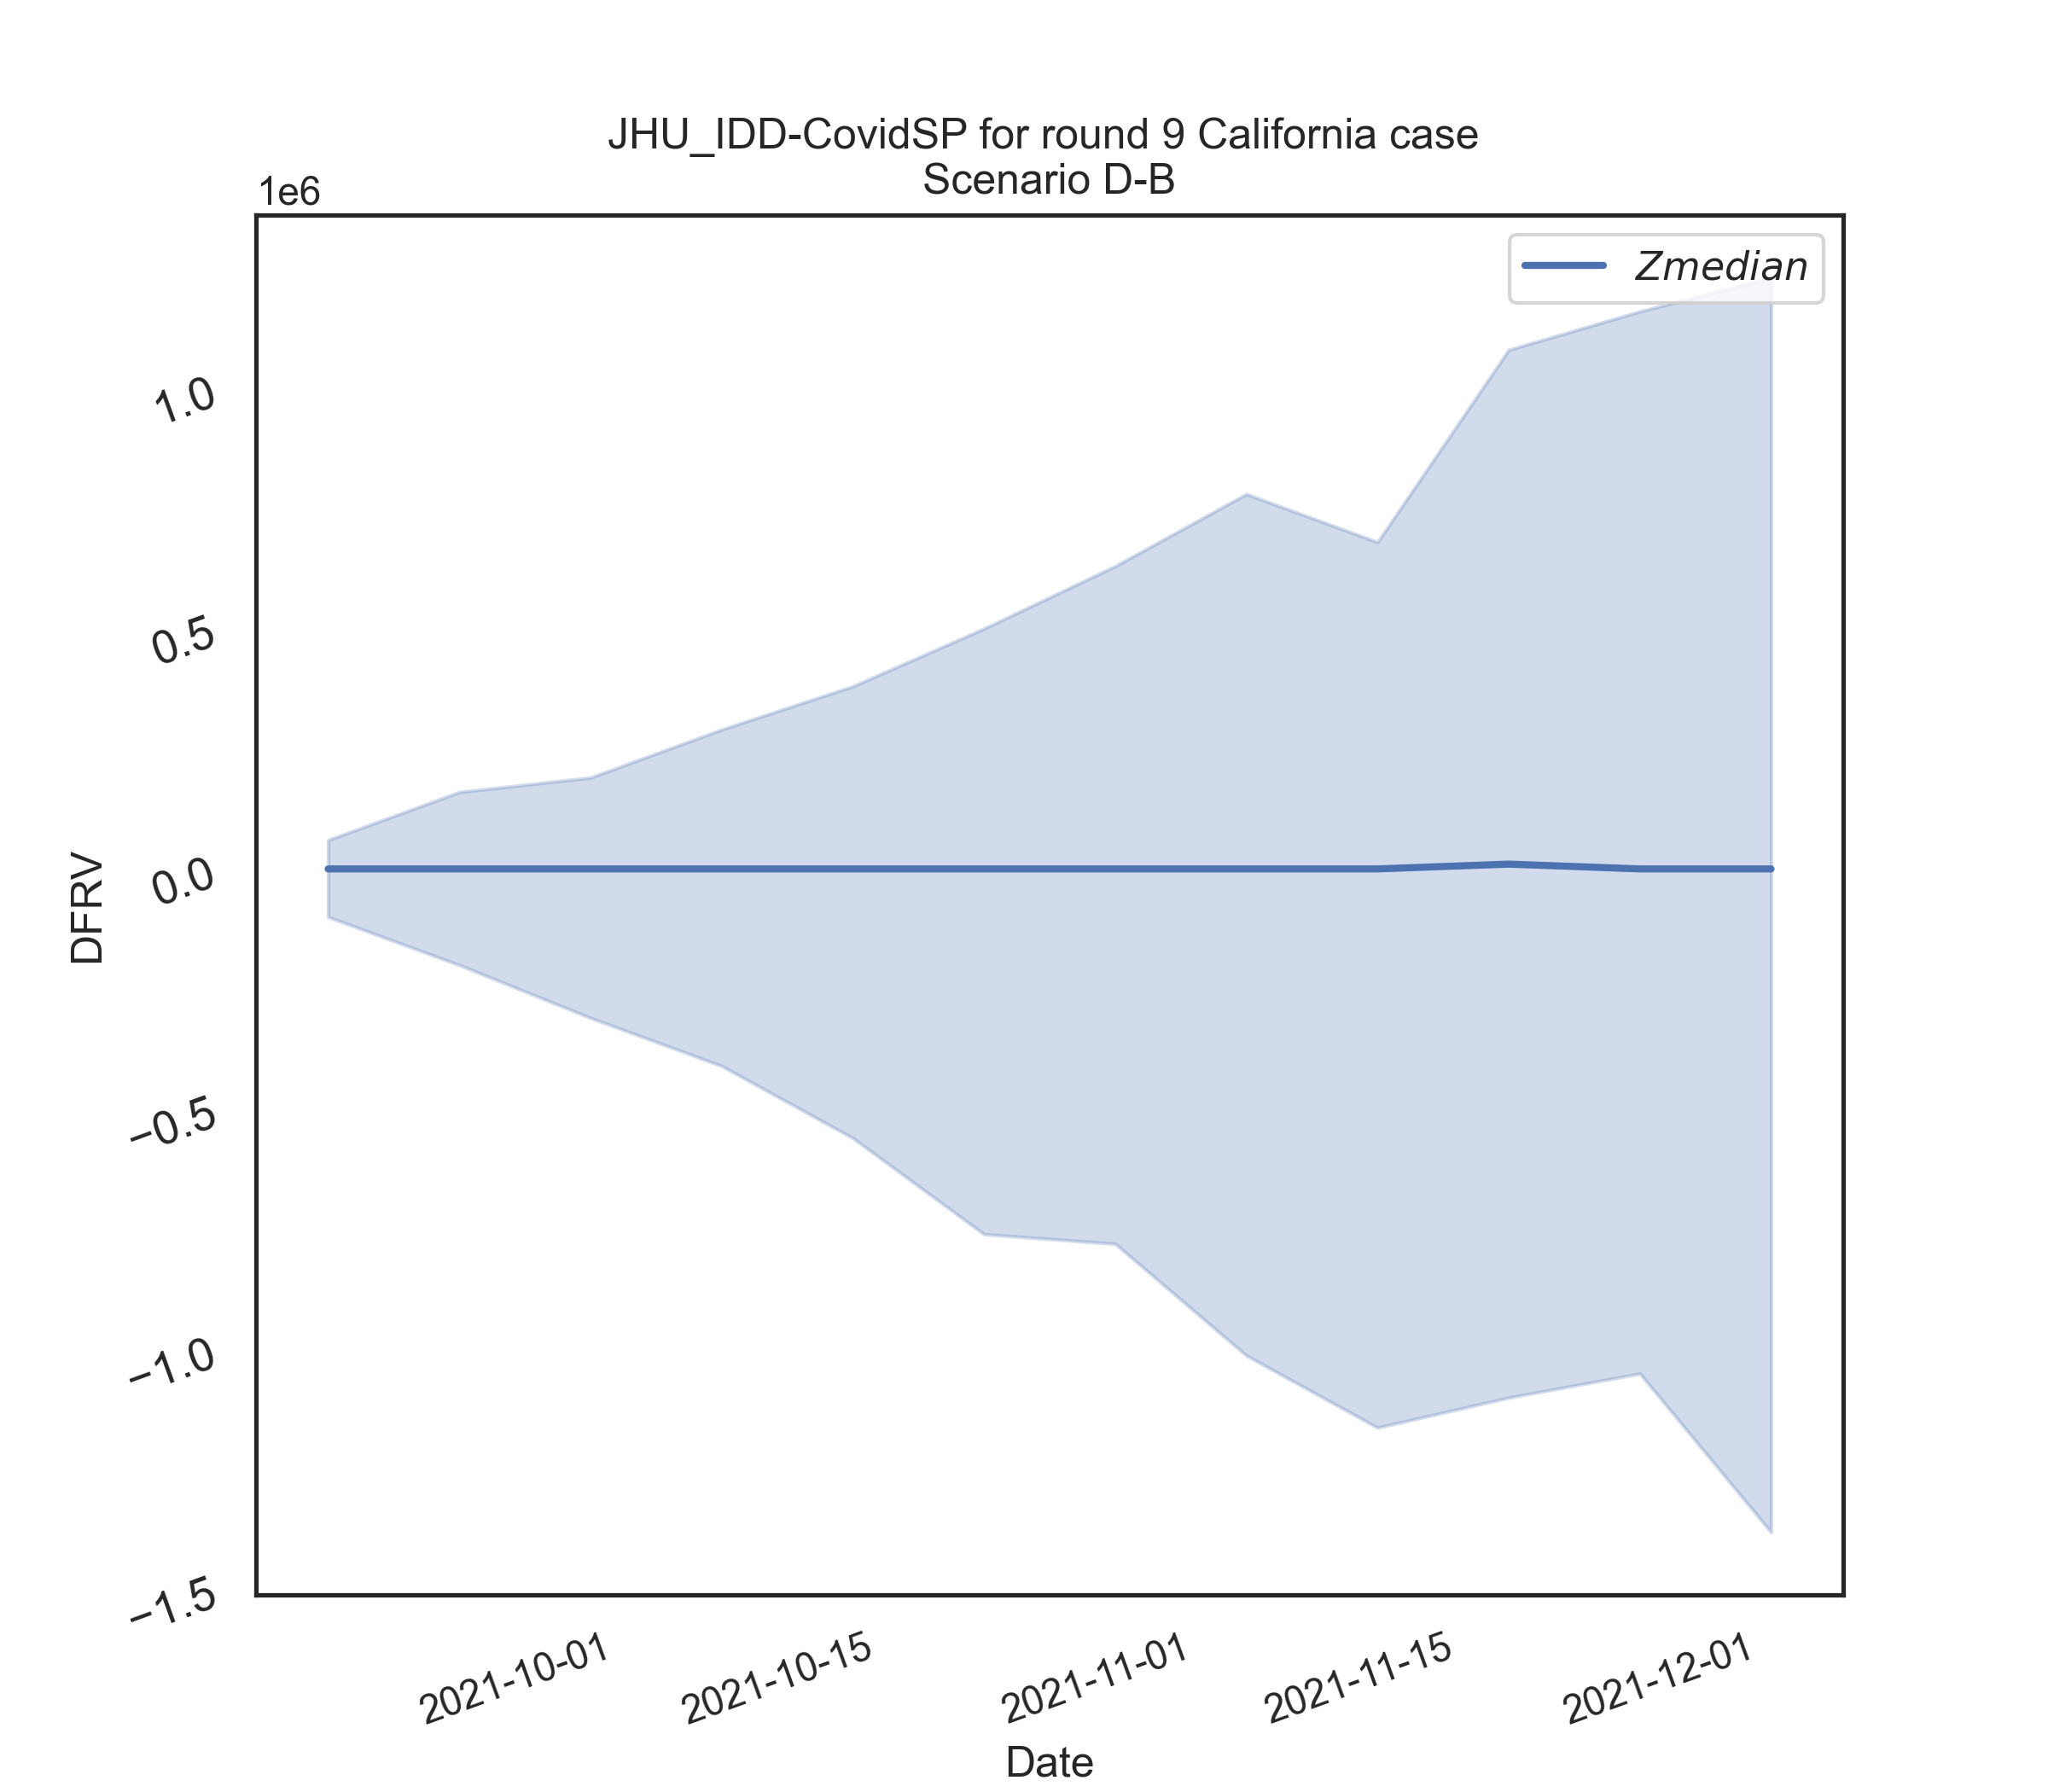 JHU_IDD-CovidSP for round 9 California case
Scenario D-B
1e6
Zmedian
1.0
0.5
0.0
−0.5
−1.0
−1.5
DFRV
2021-10-01
2021-10-15
2021-11-01
2021-11-15
2021-12-01
Date